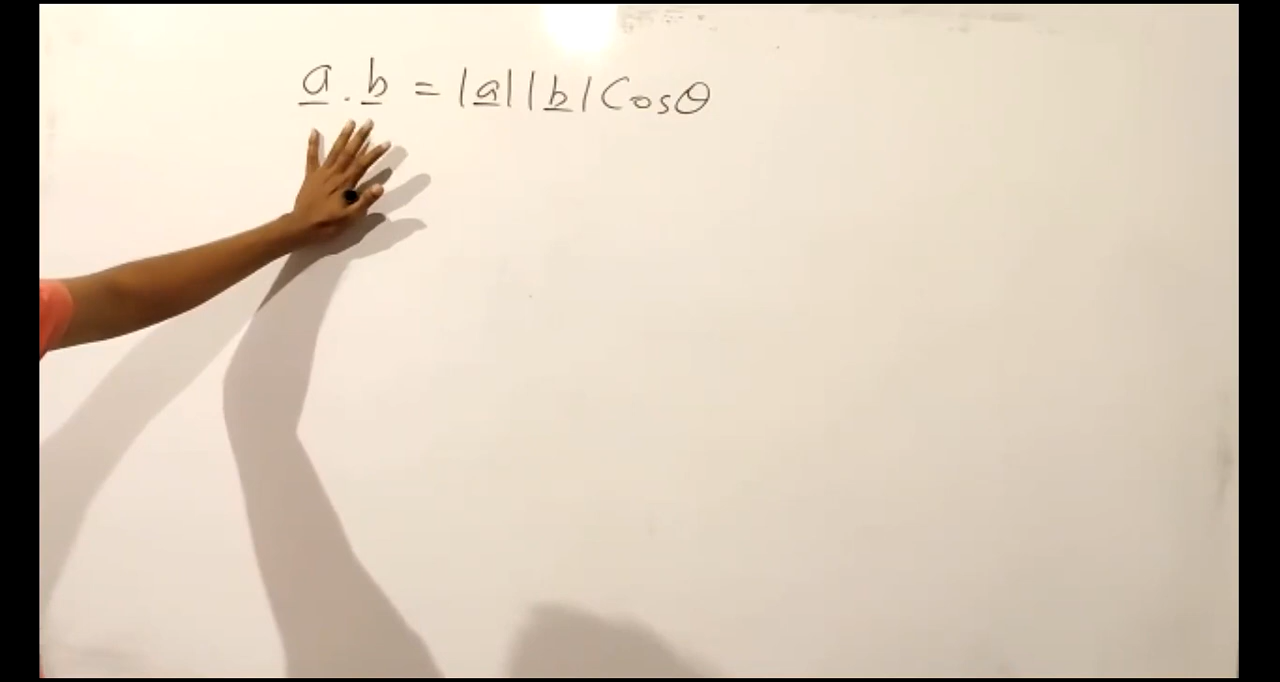 a . b = |a| |b| Cosθ